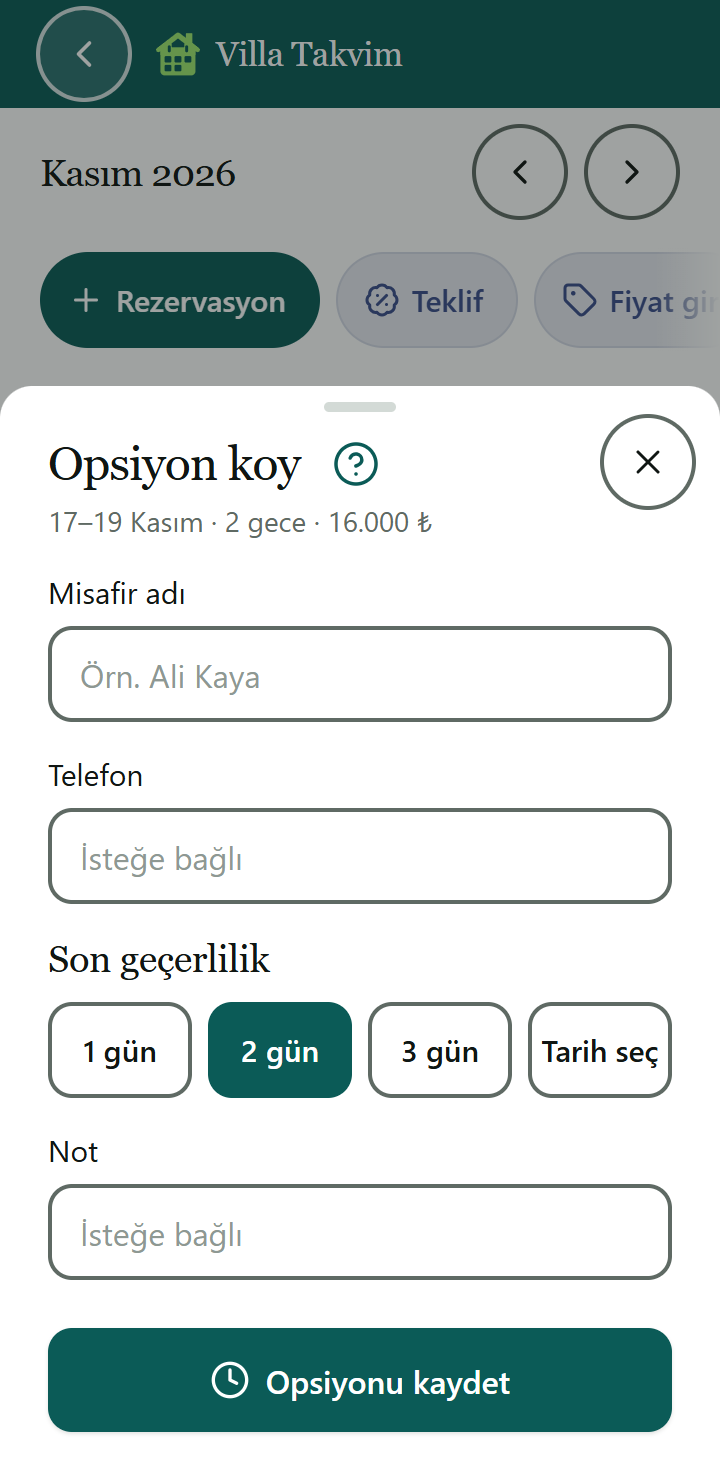 Villa Takvim
Kasım 2026
Rezervasyon
Teklif
Fiyat gir
Opsiyon koy
17–19 Kasım · 2 gece · 16.000 ₺
Misafir adı
Örn. Ali Kaya
Telefon
İsteğe bağlı
Son geçerlilik
1 gün
2 gün
3 gün
Tarih seç
Not
İsteğe bağlı
Opsiyonu kaydet